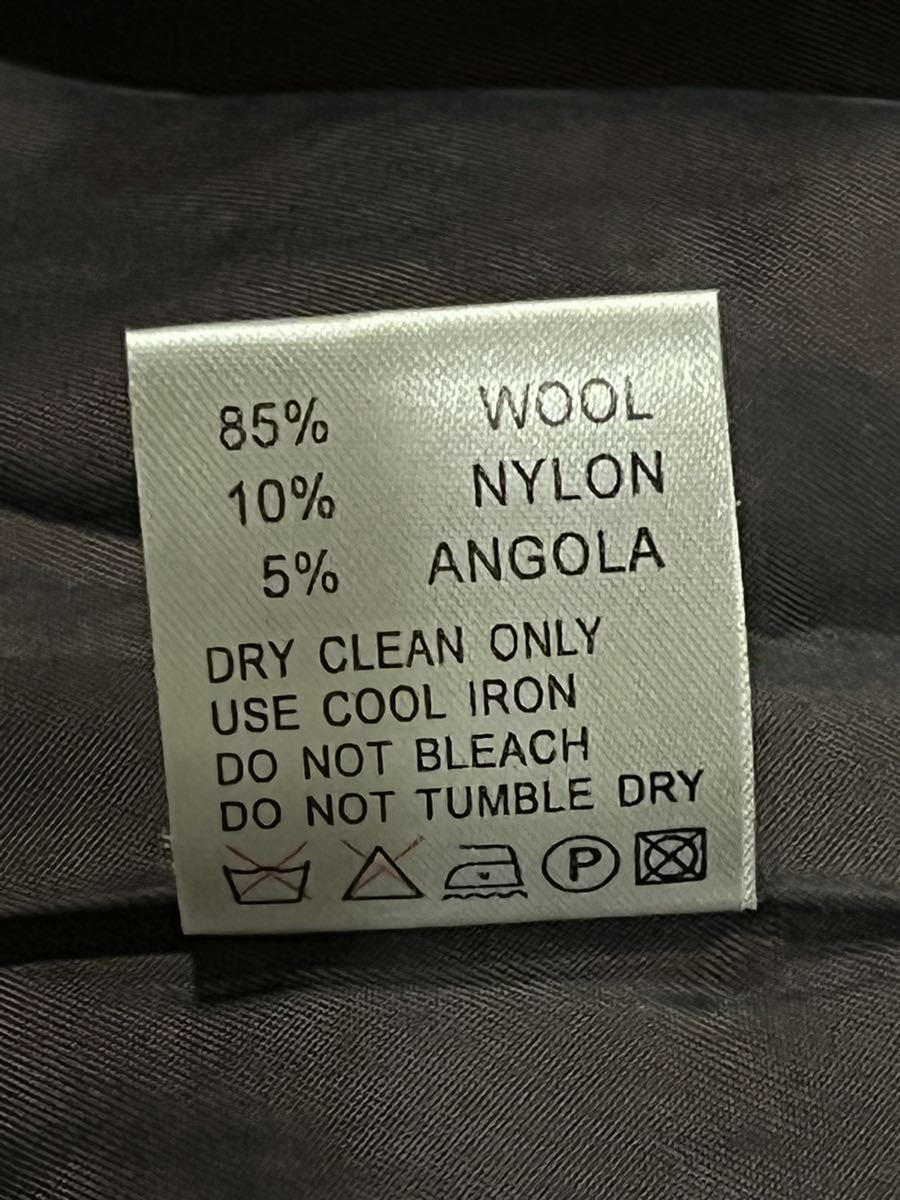 85% WOOL
10% NYLON
5% ANGOLA
DRY CLEAN ONLY
USE COOL IRON
DO NOT BLEACH
DO NOT TUMBLE DRY
P